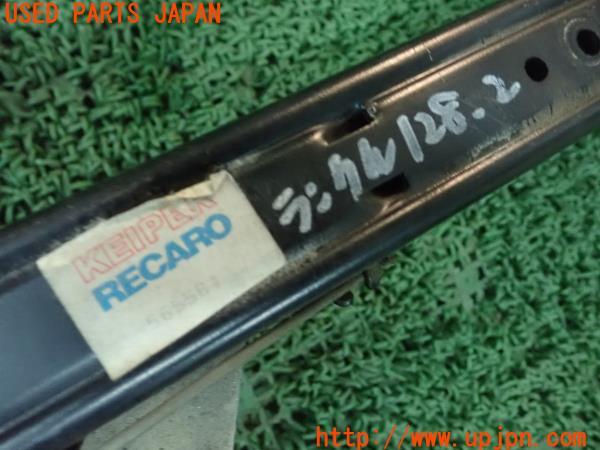 USED PARTS JAPAN
ランクル128-2
KEIPER
RECARO
http://www.upjpn.com